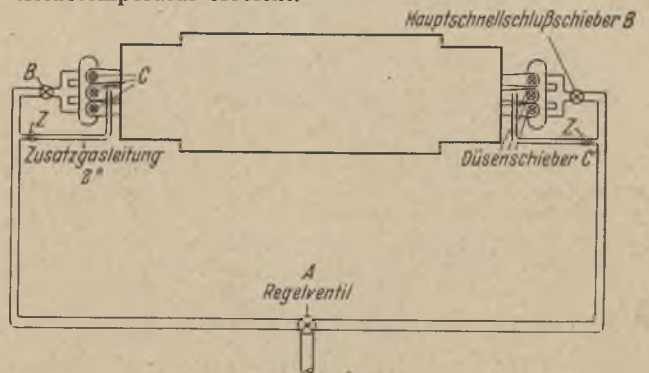 Hauptschnellschlußschieber B
B
C
Z
Z
Zusatzgasleitung
Düsenschieber C
A
Regelventil